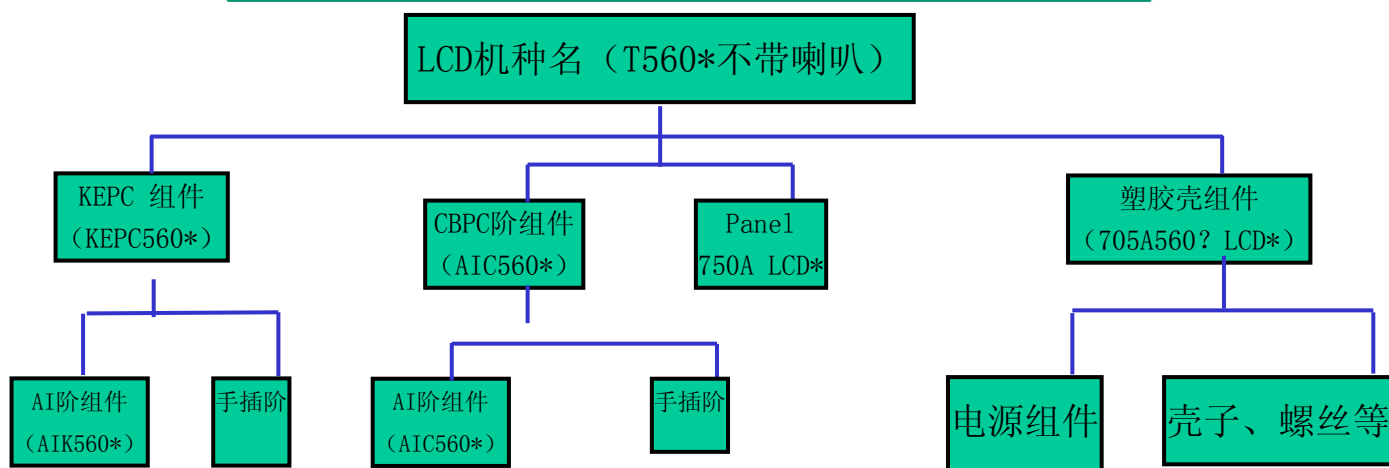 LCD机种名（T560*不带喇叭）
KEPC 组件
（KEPC560*）
CBPC阶组件
（AIC560*）
Panel
750A LCD*
塑胶壳组件
（705A560? LCD*）
AI阶组件
（AIK560*）
手插阶
AI阶组件
（AIC560*）
手插阶
电源组件
壳子、螺丝等